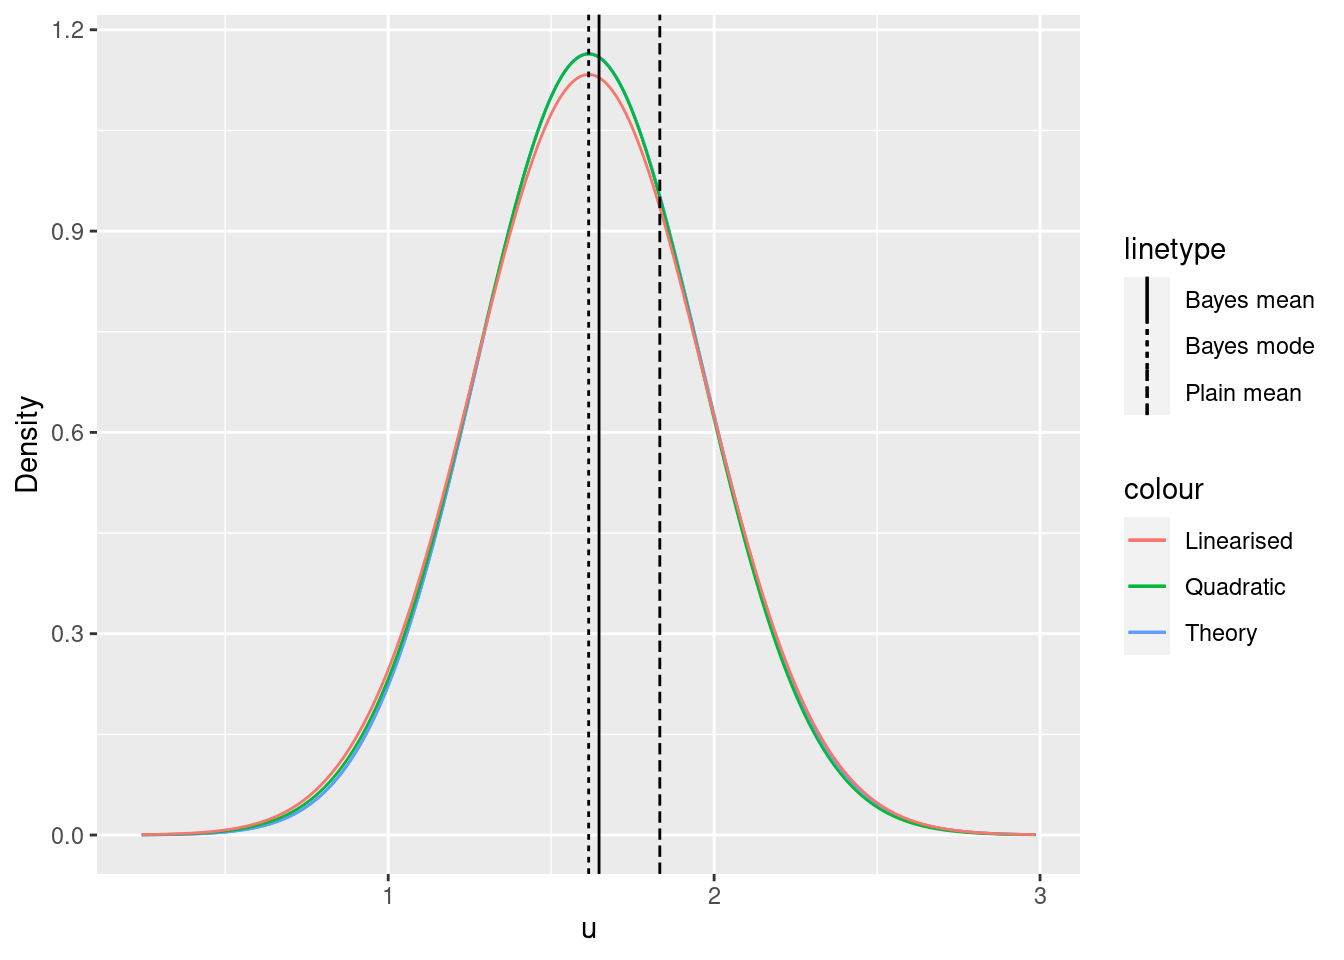 1.2
0.9
0.6
0.3
0.0
Density
1
2
3
u
linetype
Bayes mean
Bayes mode
Plain mean
colour
Linearised
Quadratic
Theory